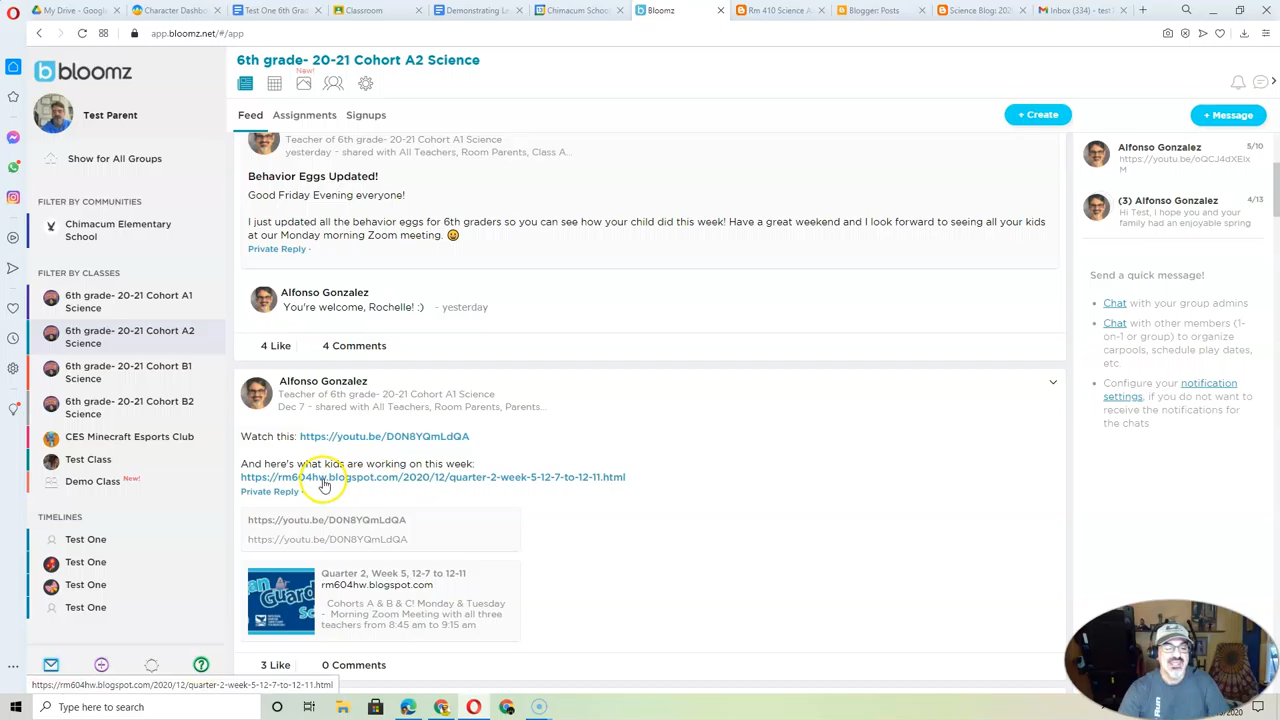 My Drive - G
Character Dashbo
Test One 6th Grad
Classroom
Demonstrating Le
Chimacum School
Bloomz
Rm 410 Science A
Blogger: Posts
Science Blog: 202
Inbox (334) - test
app.bloomz.net/#/app
bloomz
Test Parent
Show for All Groups
FILTER BY COMMUNITIES
Chimacum Elementary
School
FILTER BY CLASSES
6th grade- 20-21 Cohort A1
Science
6th grade- 20-21 Cohort A2
Science
6th grade- 20-21 Cohort B1
Science
6th grade- 20-21 Cohort B2
Science
CES Minecraft Esports Club
Test Class
Demo Class New!
TIMELINES
Test One
Test One
Test One
Test One
6th grade- 20-21 Cohort A2 Science
New!
Feed
Assignments
Signups
+ Create
+ Message
Teacher of 6th grade- 20-21 Cohort A1 Science
yesterday - shared with All Teachers, Room Parents, Class A...
Behavior Eggs Updated!
Good Friday Evening everyone!
I just updated all the behavior eggs for 6th graders so you can see how your child did this week! Have a great weekend and I look forward to seeing all your kids
at our Monday morning Zoom meeting.
Private Reply ·
Alfonso Gonzalez
You're welcome, Rochelle! :) - yesterday
4 Like
4 Comments
Alfonso Gonzalez
Teacher of 6th grade- 20-21 Cohort A1 Science
Dec 7 - shared with All Teachers, Room Parents, Parents...
Watch this: https://youtu.be/D0N8YQmLdQA
And here's what kids are working on this week:
https://rm604hw.blogspot.com/2020/12/quarter-2-week-5-12-7-to-12-11.html
Private Reply ·
https://youtu.be/D0N8YQmLdQA
https://youtu.be/D0N8YQmLdQA
Quarter 2, Week 5, 12-7 to 12-11
rm604hw.blogspot.com
Cohorts A & B & C! Monday & Tuesday
- Morning Zoom Meeting with all three
teachers from 8:45 am to 9:15 am
3 Like
0 Comments
Alfonso Gonzalez 5/10
https://youtu.be/oQCJ4dXEIx
M
(3) Alfonso Gonzalez 4/13
Hi Test, I hope you and your
family had an enjoyable spring
Send a quick message!
Chat with your group admins
Chat with other members (1-
on-1 or group) to organize
carpools, schedule play dates,
etc.
Configure your notification
settings, if you do not want to
receive the notifications for
the chats
https://rm604hw.blogspot.com/2020/12/quarter-2-week-5-12-7-to-12-11.html
Type here to search